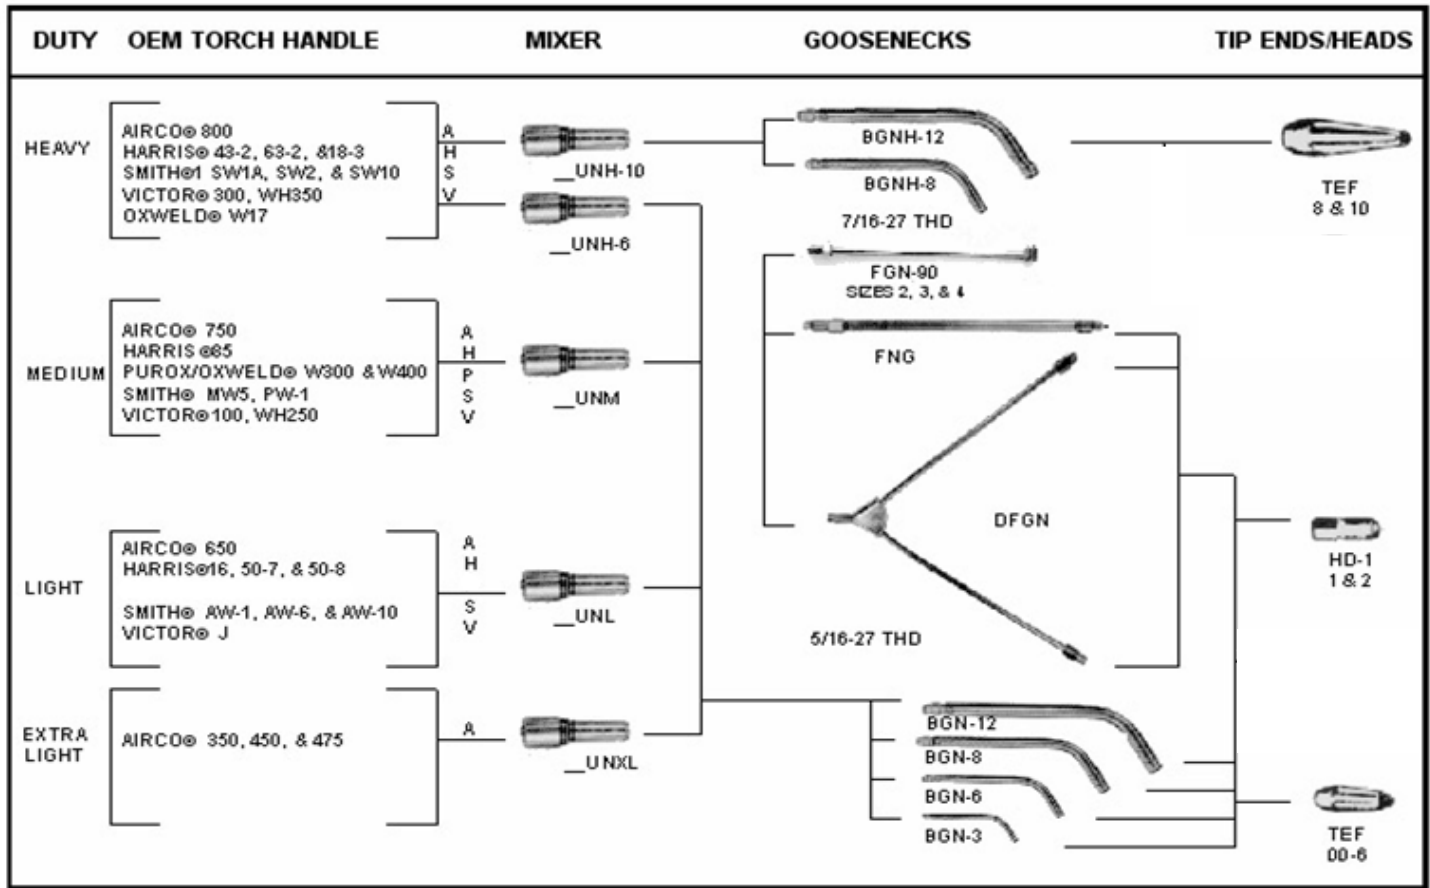 DUTY OEM TORCH HANDLE MIXER GOOSENECKS TIP ENDS/HEADS
HEAVY
AIRCO® 800
HARRIS® 43-2, 63-2, &18-3
SMITH®1 SW1A, SW2, & SW10
VICTOR® 300, WH350
OXWELD® W17
A
H
S
V
__UNH-10
__UNH-6
BGNH-12
BGNH-8
7/16-27 THD
TEF
8 & 10
FGN-90
SIZES 2, 3, & 4
FNG
MEDIUM
AIRCO® 750
HARRIS ®85
PUROX/OXWELD® W300 & W400
SMITH® MW5, PW-1
VICTOR® 100, WH250
A
H
P
S
V
__UNM
DFGN
HD-1
1 & 2
LIGHT
AIRCO® 650
HARRIS®16, 50-7, & 50-8
SMITH® AW-1, AW-6, & AW-10
VICTOR® J
A
H
S
V
__UNL
5/16-27 THD
EXTRA
LIGHT
AIRCO® 350, 450, & 475
A
__UNXL
BGN-12
BGN-8
BGN-6
BGN-3
TEF
00-6